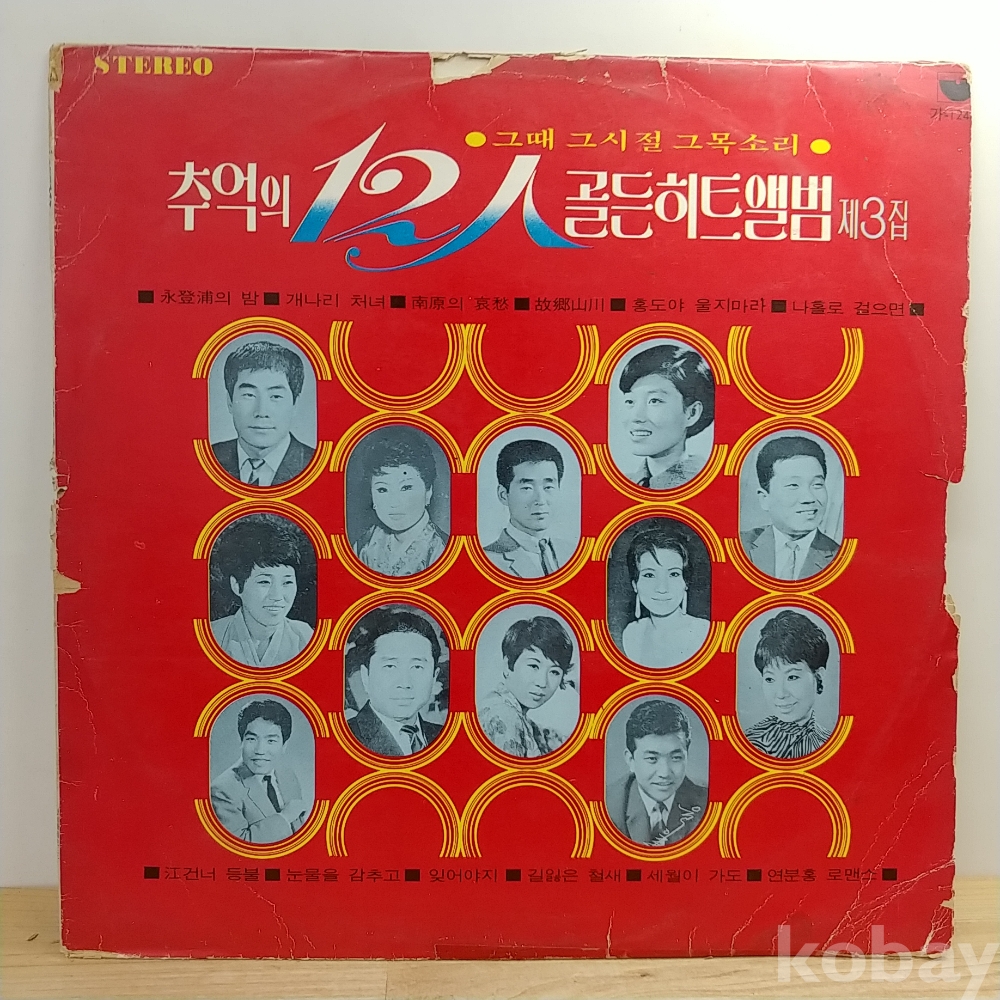 STEREO
가-124
● 그때 그시절 그목소리 ●
추억의 12人 골든히트앨범 제3집
■ 永登浦의 밤 ■ 개나리 처녀 ■ 南原의 哀愁 ■ 故鄕山川 ■ 홍도야 울지마라 ■ 나홀로 걸으면 ■
■ 江건너 등불 ■ 눈물을 감추고 ■ 잊어야지 ■ 길잃은 철새 ■ 세월이 가도 ■ 연분홍 로맨스 ■
kobay